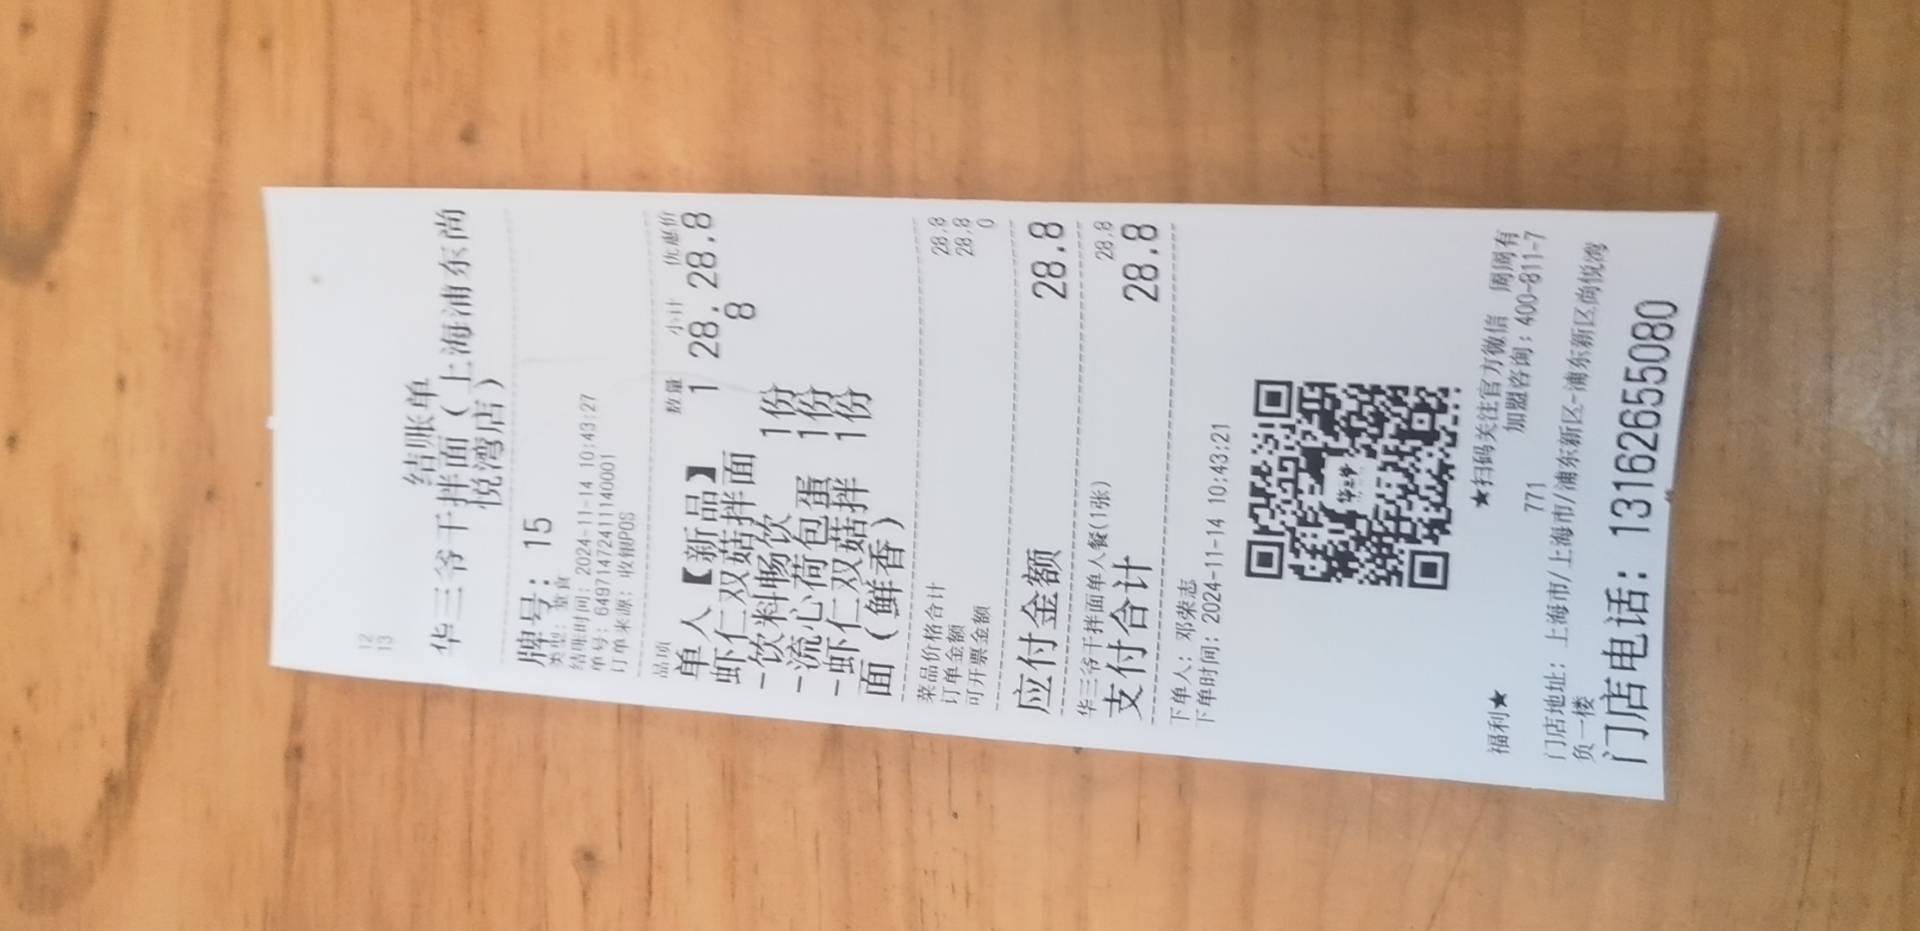 12
13
结账单
华三爷干拌面（上海浦东尚
悦湾店）
牌号：15
类型：堂食
结账时间：2024-11-14 10:43:27
单号：6497147241114001
订单来源：收银POS
品项 数量 小计 优惠价
单人【新品】 1 28. 28.8
虾仁双菇拌面 8
-饮料畅饮 1份
-流心荷包蛋 1份
-虾仁双菇拌 1份
面（鲜香）
菜品价格合计 28.8
订单金额 28.8
可开票金额 0
应付金额 28.8
华三爷干拌面单人餐(1张) 28.8
支付合计 28.8
下单人：邓荣志
下单时间：2024-11-14 10:43:21
★扫码关注官方微信 周周有
福利★
加盟咨询：400-811-7
771
门店地址：上海市/上海市/浦东新区-浦东新区尚悦湾
负一楼
门店电话：13162655080